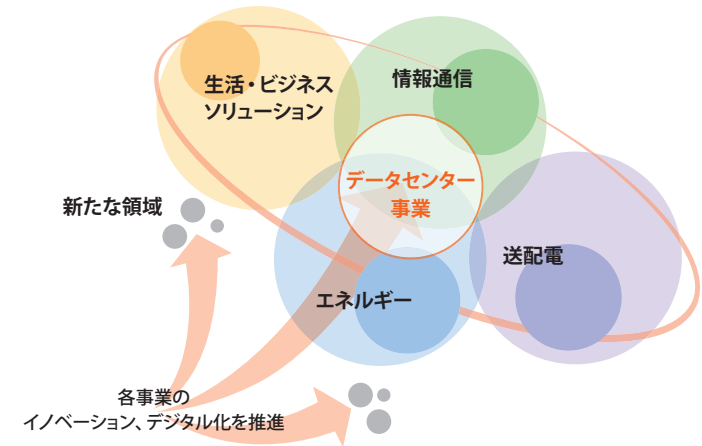 生活・ビジネス
ソリューション
情報通信
データセンター
事業
新たな領域
送配電
エネルギー
各事業の
イノベーション、デジタル化を推進